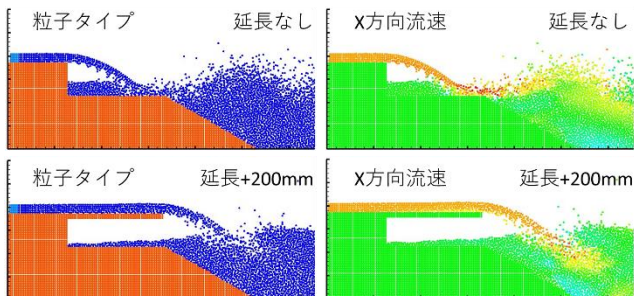 粒子タイプ 延長なし
X方向流速 延長なし
粒子タイプ 延長+200mm
X方向流速 延長+200mm